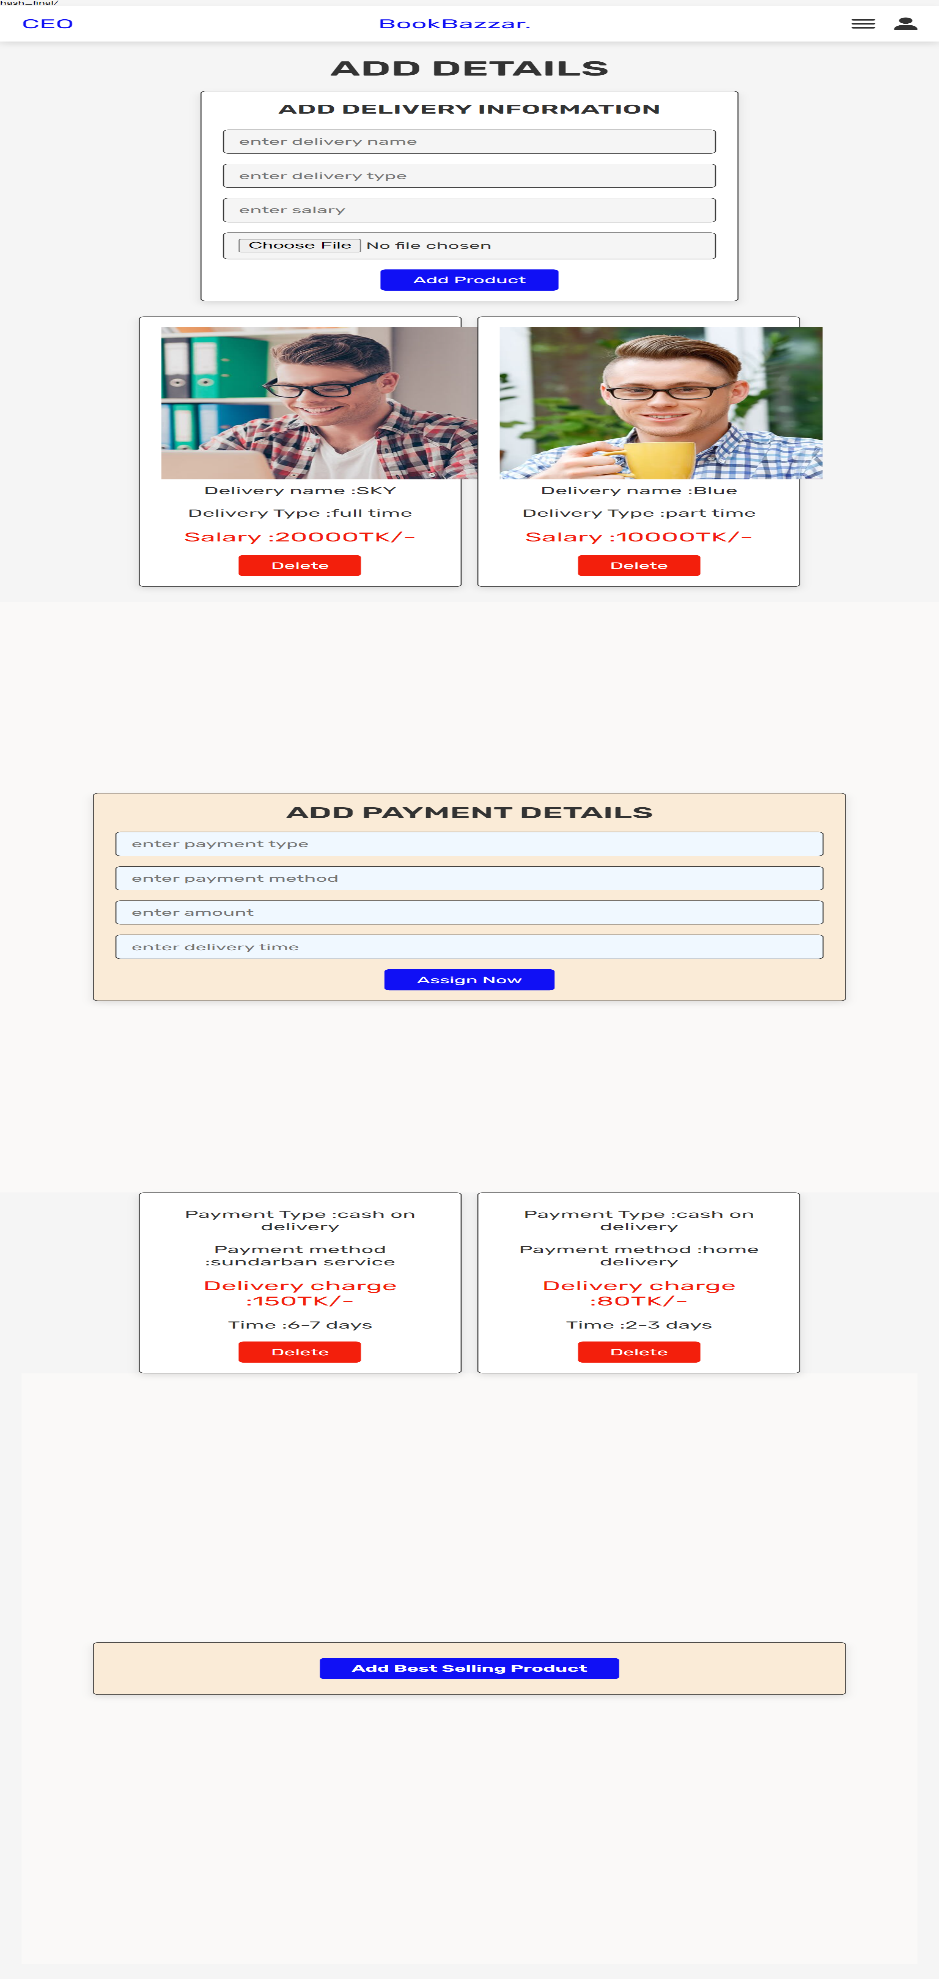 CEO
BookBazzar.
ADD DETAILS
ADD DELIVERY INFORMATION
enter delivery name
enter delivery type
enter salary
Choose File No file chosen
Add Product
Delivery name :SKY
Delivery Type :full time
Salary :20000TK/-
Delete
Delivery name :Blue
Delivery Type :part time
Salary :10000TK/-
Delete
ADD PAYMENT DETAILS
enter payment type
enter payment method
enter amount
enter delivery time
Assign Now
Payment Type :cash on
delivery
Payment method
:sundarban service
Delivery charge
:150TK/-
Time :6-7 days
Delete
Payment Type :cash on
delivery
Payment method :home
delivery
Delivery charge
:80TK/-
Time :2-3 days
Delete
Add Best Selling Product